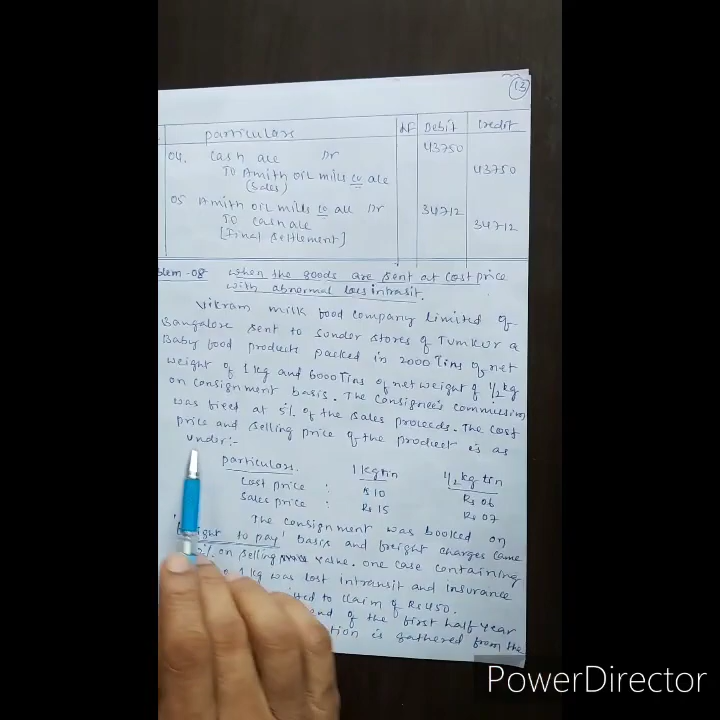 13
particulars LF Debit Credit
04. Cash a/c Dr 43750
To Amith oil mills co a/c 43750
(Sales)
05 Amith oil mills co a/c Dr 34712
To cash a/c 34712
[Final settlement]
blem-08 when the goods are sent at cost price
with abnormal loss intrasit.
Vikram milk food company limited of
Bangalore sent to Sunder stores of Tumkur a
Baby food products packed in 2000 Tins of net
weight of 1 kg and 6000 Tins of net weight of 1/2 kg
on consignment basis. The consignee's commission
was fixed at 5% of the sales proceeds. The cost
price and selling price of the product is as
under:-
particulars. 1 kg tin 1/2 kg tin
Cost price : Rs 10 Rs 06
Sales price : Rs 15 Rs 07
The consignment was booked on
ight to pay' basis and freight charges came
2% on selling value. one case containing
1 kg was lost intransit and insurance
tted to claim of Rs 450.
end of the first half year
tion is gathered from the
PowerDirector